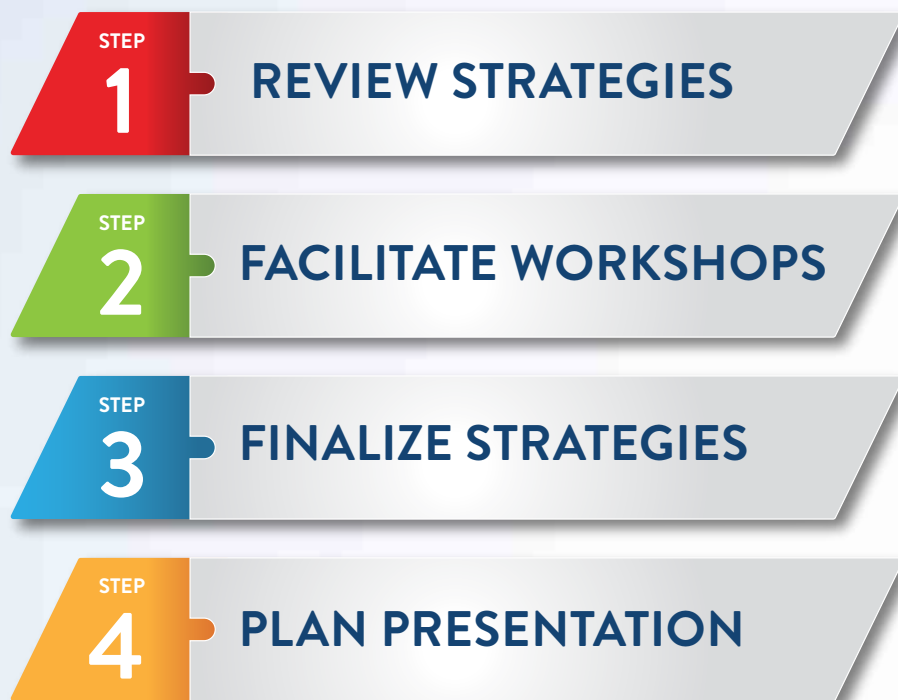 STEP
1
REVIEW STRATEGIES
STEP
2
FACILITATE WORKSHOPS
STEP
3
FINALIZE STRATEGIES
STEP
4
PLAN PRESENTATION